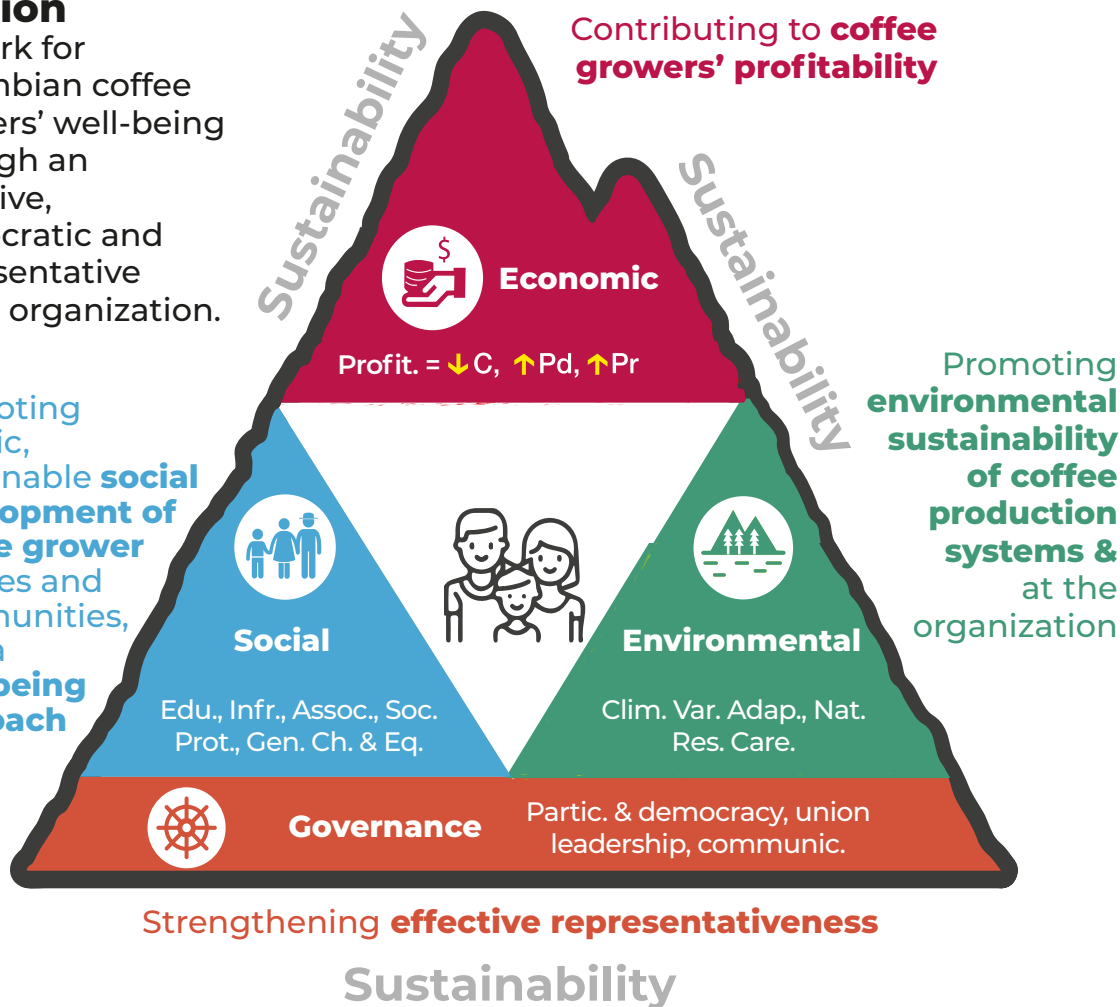 ion
rk for
mbian coffee
ers' well-being
gh an
ive,
ocratic and
sentative
organization.
Sustainability
Contributing to coffee
growers' profitability
Sustainability
$
Economic
Profit. = ↓ C, ↑ Pd, ↑ Pr
oting
ic,
nable social
opment of
e grower
es and
munities,
a
being
oach
Promoting
environmental
sustainability
of coffee
production
systems &
at the
organization
Social
Edu., Infr., Assoc., Soc.
Prot., Gen. Ch. & Eq.
Environmental
Clim. Var. Adap., Nat.
Res. Care.
Governance
Partic. & democracy, union
leadership, communic.
Strengthening effective representativeness
Sustainability